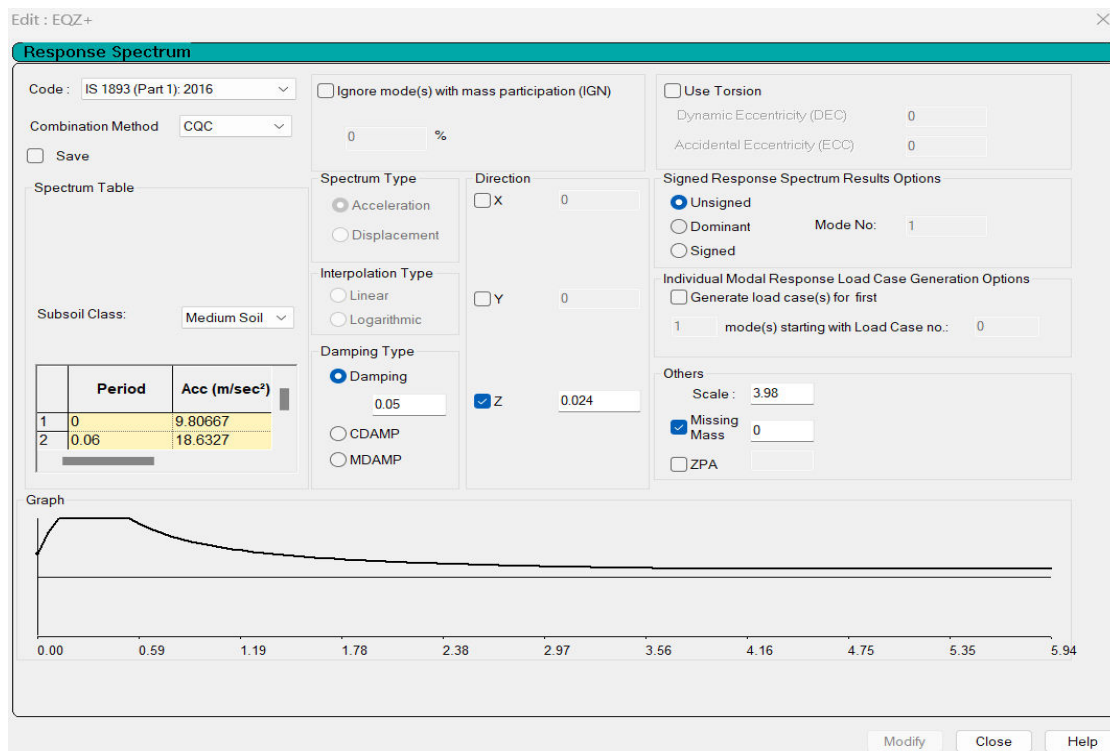 Edit : EQZ+
Response Spectrum
Code : IS 1893 (Part 1): 2016
Combination Method CQC
Save
Spectrum Table
Subsoil Class: Medium Soil
Period Acc (m/sec²)
1 0 9.80667
2 0.06 18.6327
Ignore mode(s) with mass participation (IGN)
0 %
Spectrum Type
Acceleration
Displacement
Interpolation Type
Linear
Logarithmic
Damping Type
Damping
0.05
CDAMP
MDAMP
Direction
X 0
Y 0
Z 0.024
Use Torsion
Dynamic Eccentricity (DEC) 0
Accidental Eccentricity (ECC) 0
Signed Response Spectrum Results Options
Unsigned
Dominant Mode No: 1
Signed
Individual Modal Response Load Case Generation Options
Generate load case(s) for first
1 mode(s) starting with Load Case no.: 0
Others
Scale : 3.98
Missing
Mass 0
ZPA
Graph
0.00 0.59 1.19 1.78 2.38 2.97 3.56 4.16 4.75 5.35 5.94
Modify Close Help